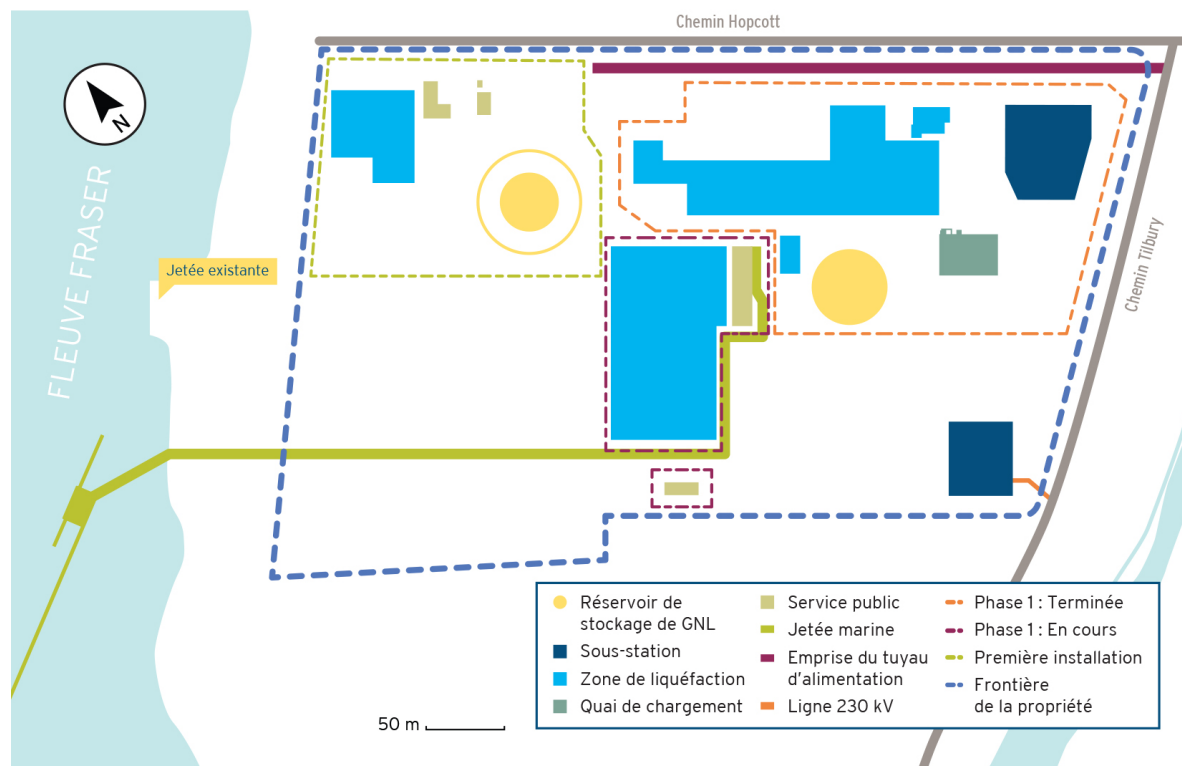 Chemin Hopcott
N
FLEUVE FRASER
Jetée existante
Chemin Tilbury
Réservoir de
stockage de GNL
Sous-station
Zone de liquéfaction
Quai de chargement
Service public
Jetée marine
Emprise du tuyau
d'alimentation
Ligne 230 kV
Phase 1 : Terminée
Phase 1 : En cours
Première installation
Frontière
de la propriété
50 m